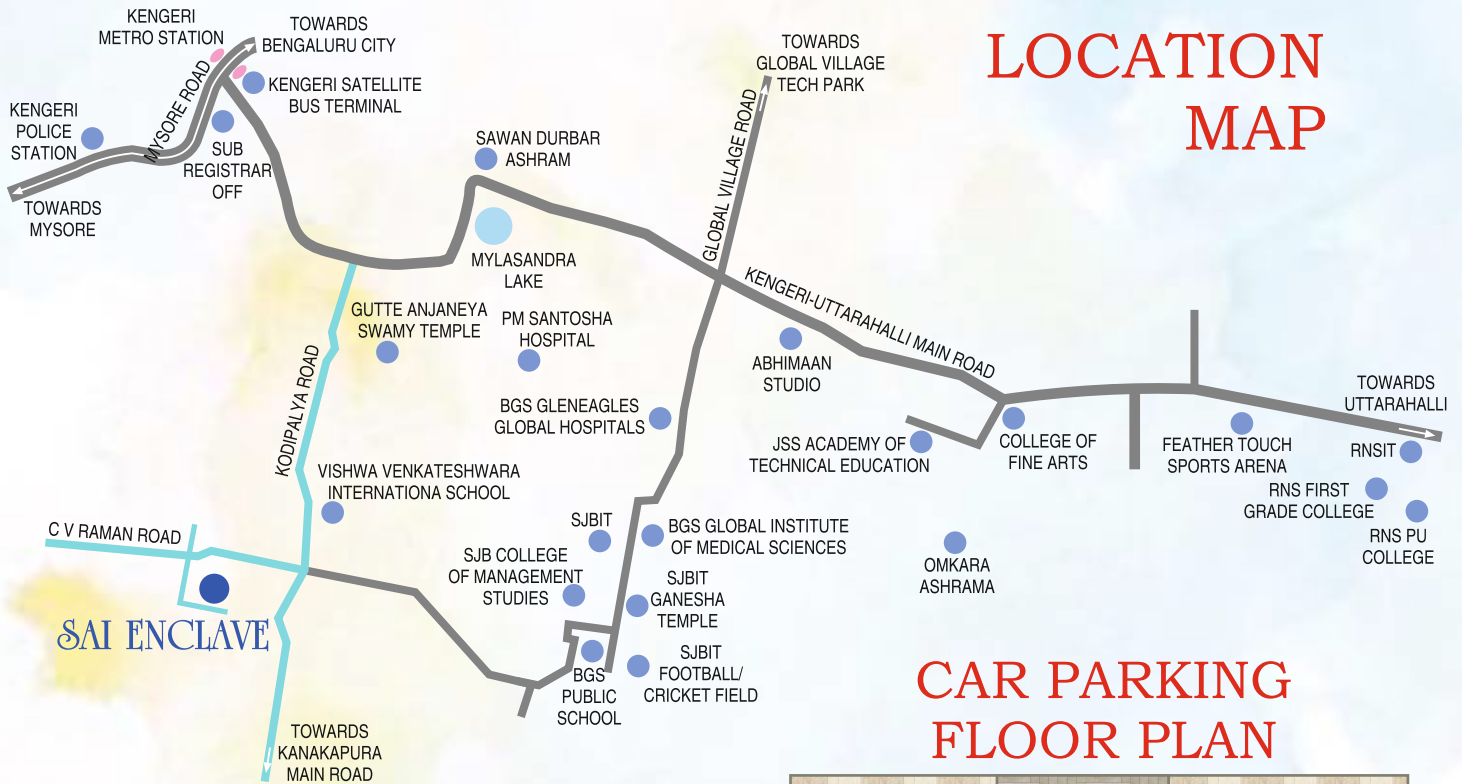 LOCATION
MAP
KENGERI
METRO STATION
TOWARDS
BENGALURU CITY
KENGERI SATELLITE
BUS TERMINAL
MYSORE ROAD
KENGERI
POLICE
STATION
SUB
REGISTRAR
OFF
TOWARDS
MYSORE
SAWAN DURBAR
ASHRAM
MYLASANDRA
LAKE
TOWARDS
GLOBAL VILLAGE
TECH PARK
GLOBAL VILLAGE ROAD
KENGERI-UTTARAHALLI MAIN ROAD
GUTTE ANJANEYA
SWAMY TEMPLE
PM SANTOSHA
HOSPITAL
ABHIMAAN
STUDIO
KODIPALYA ROAD
BGS GLENEAGLES
GLOBAL HOSPITALS
JSS ACADEMY OF
TECHNICAL EDUCATION
COLLEGE OF
FINE ARTS
FEATHER TOUCH
SPORTS ARENA
TOWARDS
UTTARAHALLI
RNSIT
RNS FIRST
GRADE COLLEGE
RNS PU
COLLEGE
VISHWA VENKATESHWARA
INTERNATIONA SCHOOL
C V RAMAN ROAD
SJBIT
BGS GLOBAL INSTITUTE
OF MEDICAL SCIENCES
SJB COLLEGE
OF MANAGEMENT
STUDIES
SJBIT
GANESHA
TEMPLE
OMKARA
ASHRAMA
SAI ENCLAVE
BGS
PUBLIC
SCHOOL
SJBIT
FOOTBALL/
CRICKET FIELD
TOWARDS
KANAKAPURA
MAIN ROAD
CAR PARKING
FLOOR PLAN